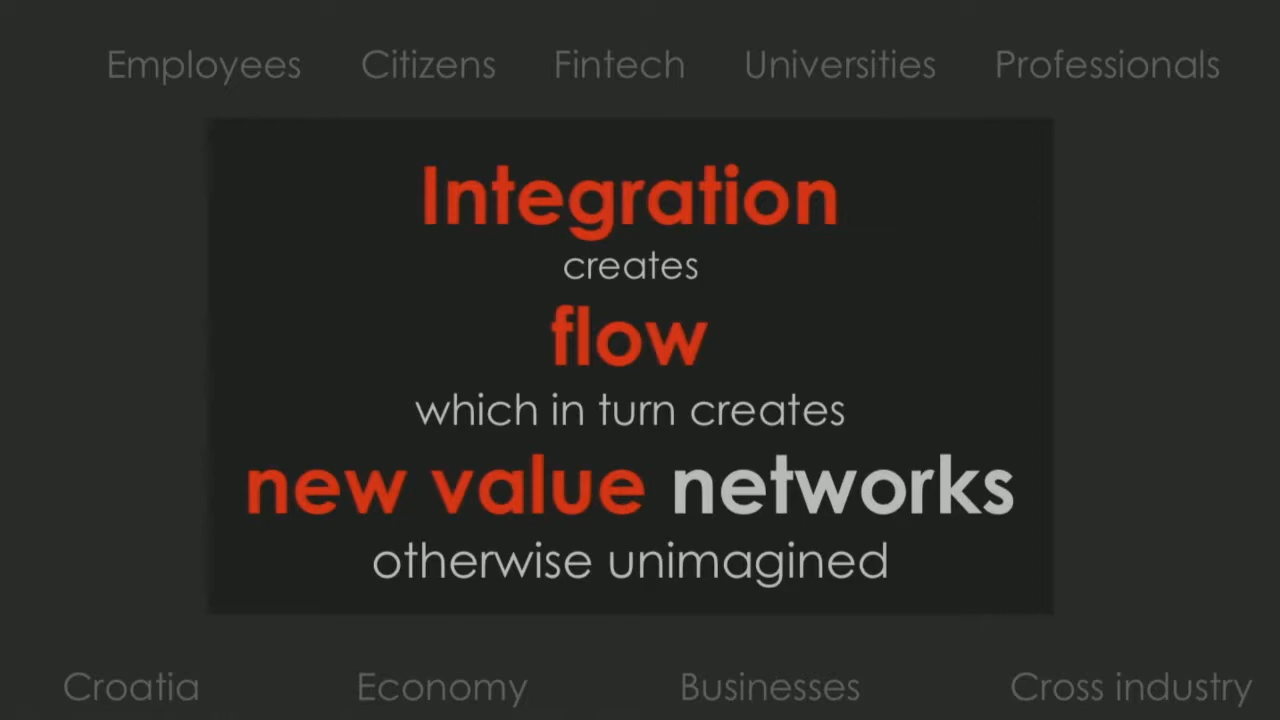 Employees Citizens Fintech Universities Professionals
Integration
creates
flow
which in turn creates
new value networks
otherwise unimagined
Croatia Economy Businesses Cross industry